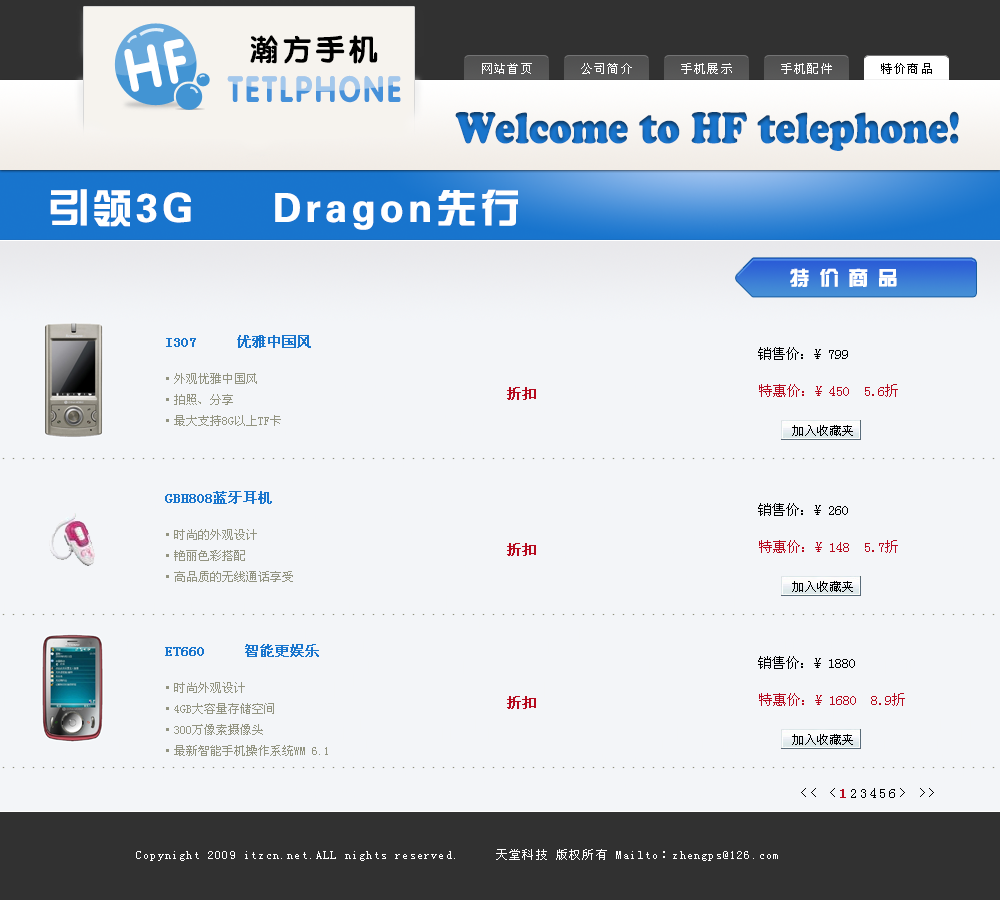 HF
瀚方手机
TETLPHONE
网站首页 公司简介 手机展示 手机配件 特价商品
Welcome to HF telephone!
引领3G Dragon先行
特价商品
I307 优雅中国风
销售价：¥ 799
• 外观优雅中国风
特惠价：¥ 450 5.6折
• 拍照、分享
折扣
• 最大支持8G以上TF卡
加入收藏夹
GBH808蓝牙耳机
销售价：¥ 260
• 时尚的外观设计
特惠价：¥ 148 5.7折
• 艳丽色彩搭配
折扣
• 高品质的无线通话享受
加入收藏夹
ET660 智能更娱乐
销售价：¥ 1880
• 时尚外观设计
特惠价：¥ 1680 8.9折
• 4GB大容量存储空间
折扣
• 300万像素摄像头
加入收藏夹
• 最新智能手机操作系统WM 6.1
<< <123456> >>
Copyright 2009 itzcn.net.ALL nights reserved. 天堂科技 版权所有 Mailto：zhengps@126.com